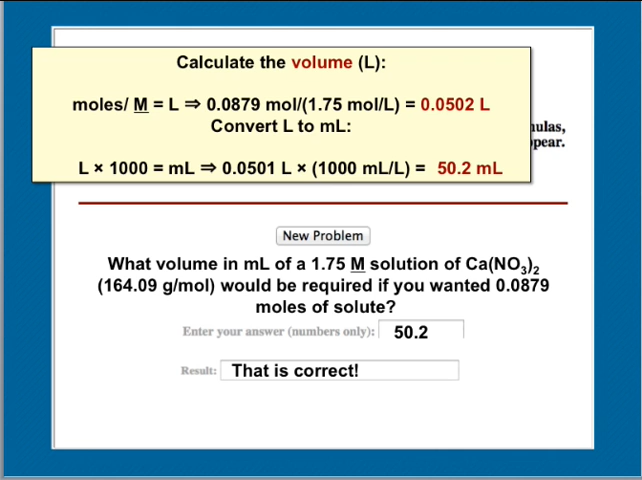 Calculate the volume (L):
moles/ M = L ⇒ 0.0879 mol/(1.75 mol/L) = 0.0502 L
Convert L to mL:
L × 1000 = mL ⇒ 0.0501 L × (1000 mL/L) = 50.2 mL
New Problem
What volume in mL of a 1.75 M solution of Ca(NO₃)₂
(164.09 g/mol) would be required if you wanted 0.0879
moles of solute?
Enter your answer (numbers only): 50.2
Result: That is correct!